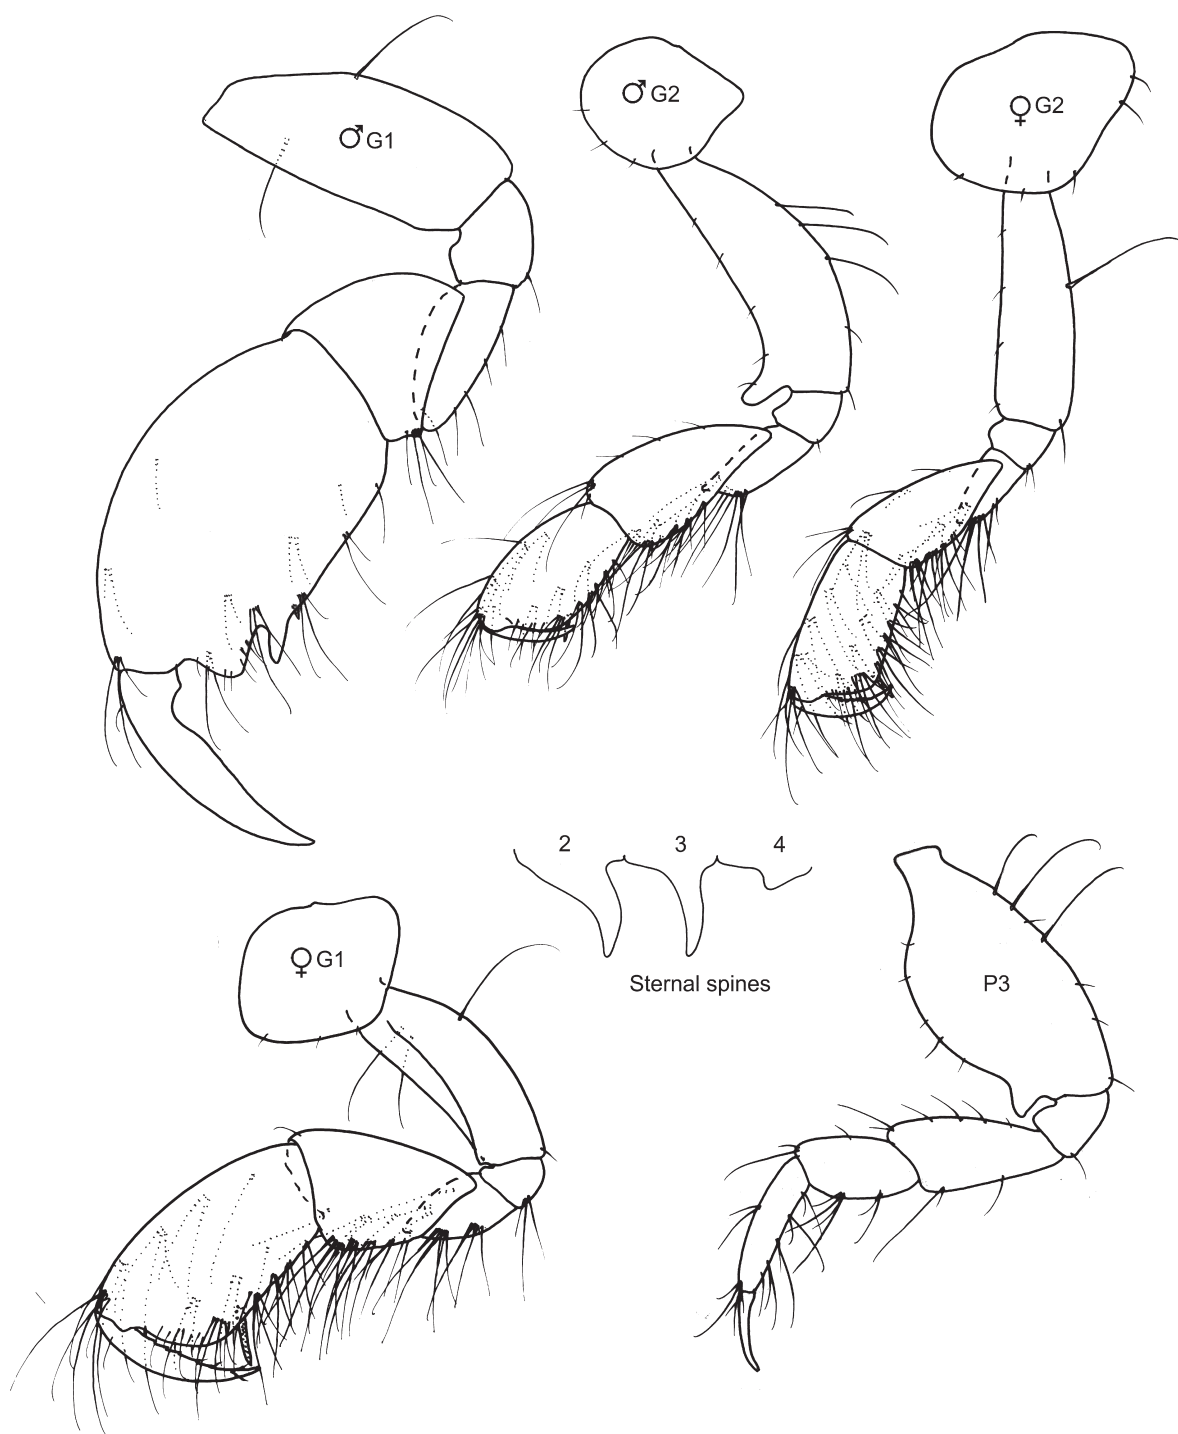 ♂ G1
♂ G2
♀ G2
2 3 4
♀ G1
Sternal spines
P3